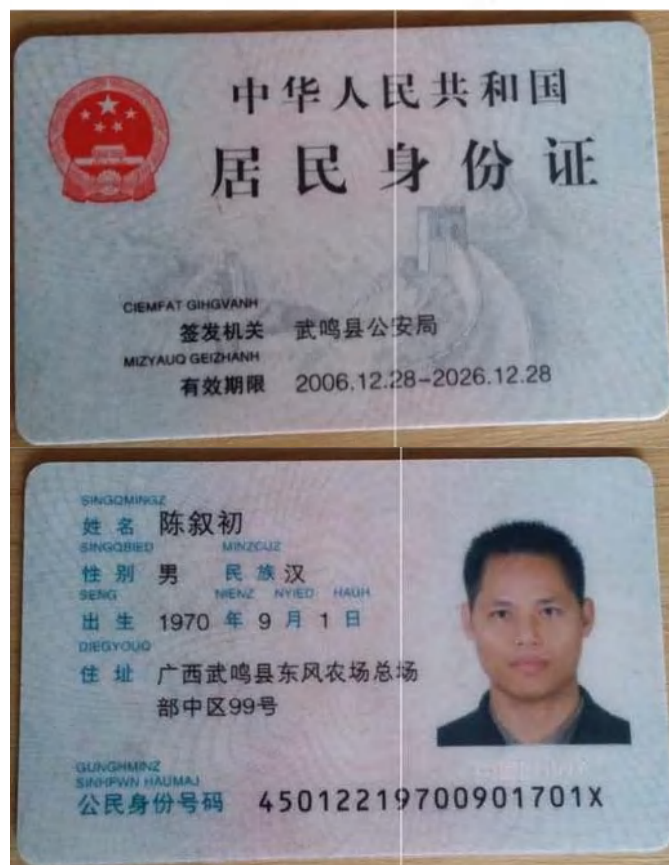 中华人民共和国
居民身份证
CIEMFAT GIHGVANH
签发机关 武鸣县公安局
MIZYAUQ GEIZHANH
有效期限 2006.12.28-2026.12.28
SINGQMINGZ
姓名 陈叙初
SINGQBIED MINZCUZ
性别 男 民族 汉
SENG NIENZ NYIED HAUH
出生 1970 年 9 月 1 日
DIEGYOUQ
住址 广西武鸣县东风农场总场
部中区99号
GUNGHMINZ
SINHFWN HAUMAJ
公民身份号码 45012219700901701X